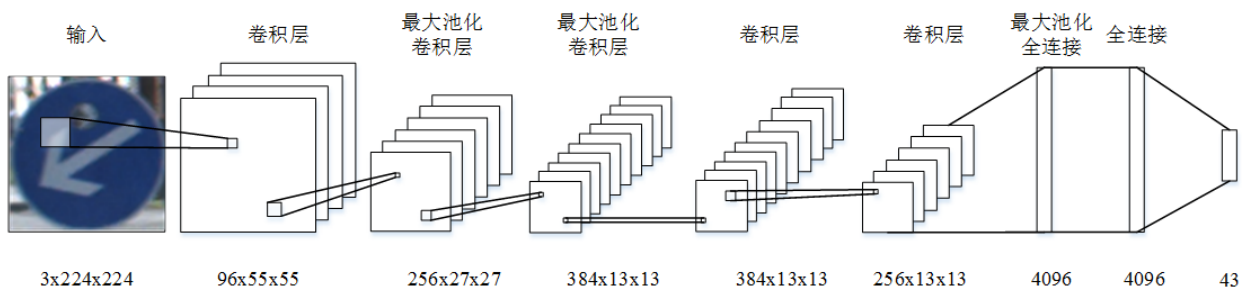 输入
卷积层
最大池化
卷积层
最大池化
卷积层
卷积层
卷积层
最大池化
全连接
全连接
3x224x224
96x55x55
256x27x27
384x13x13
384x13x13
256x13x13
4096
4096
43